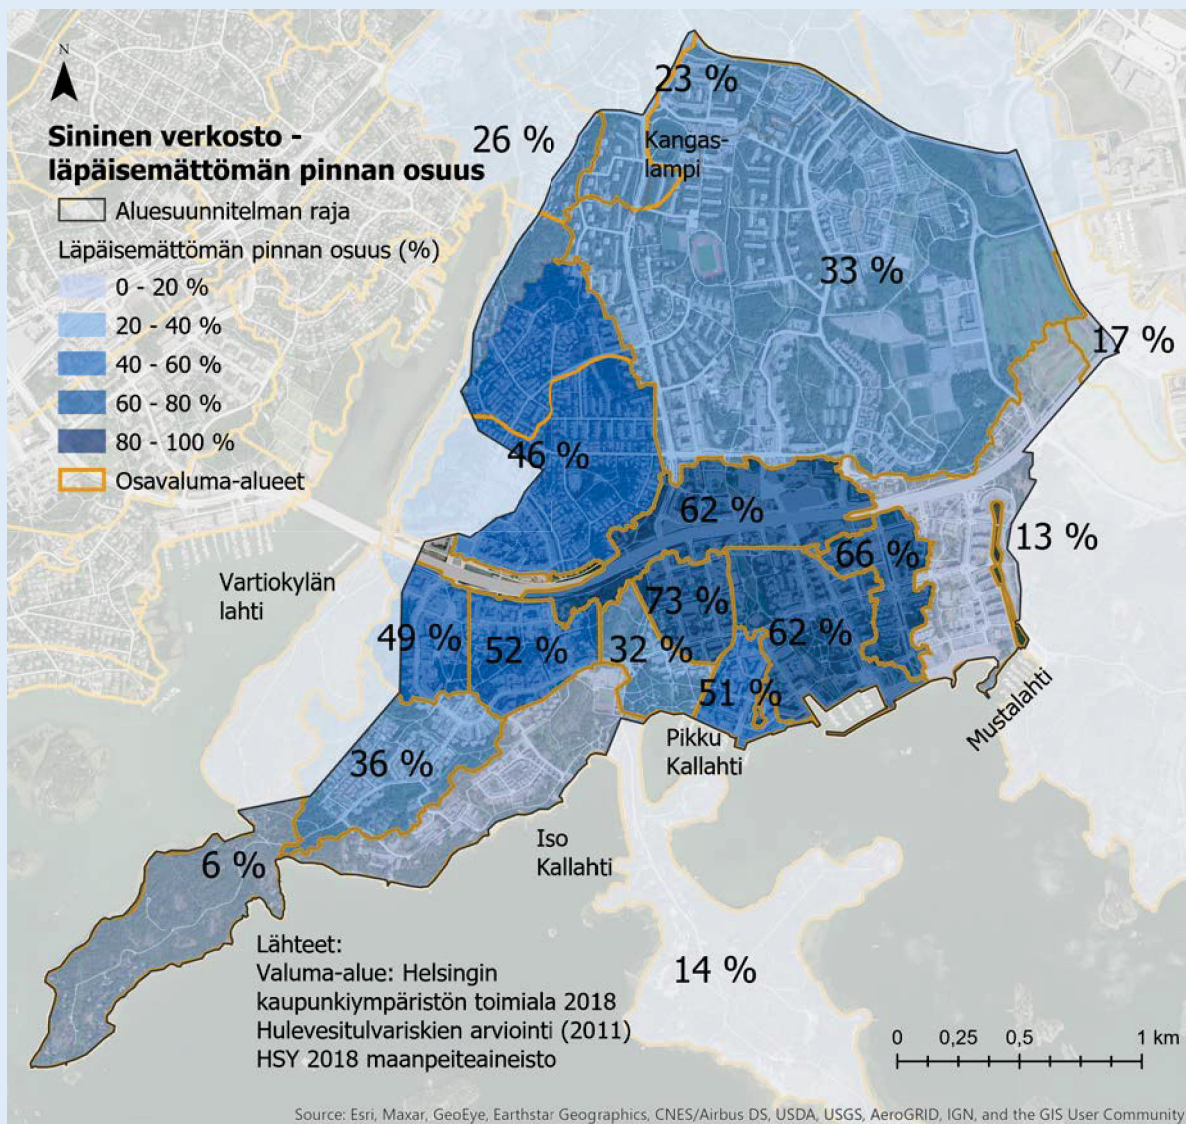 N
Sininen verkosto -
läpäisemättömän pinnan osuus
Aluesuunnitelman raja
Läpäisemättömän pinnan osuus (%)
0 - 20 %
20 - 40 %
40 - 60 %
60 - 80 %
80 - 100 %
Osavaluma-alueet
23 %
26 %
Kangas-
lampi
33 %
17 %
46 %
62 %
13 %
66 %
Vartiokylän
lahti
73 %
49 %
52 %
32 %
62 %
51 %
Mustalahti
36 %
Pikku
Kallahti
Iso
Kallahti
6 %
14 %
Lähteet:
Valuma-alue: Helsingin
kaupunkiympäristön toimiala 2018
Hulevesitulvariskien arviointi (2011)
HSY 2018 maanpeiteaineisto
0 0,25 0,5 1 km
Source: Esri, Maxar, GeoEye, Earthstar Geographics, CNES/Airbus DS, USDA, USGS, AeroGRID, IGN, and the GIS User Community